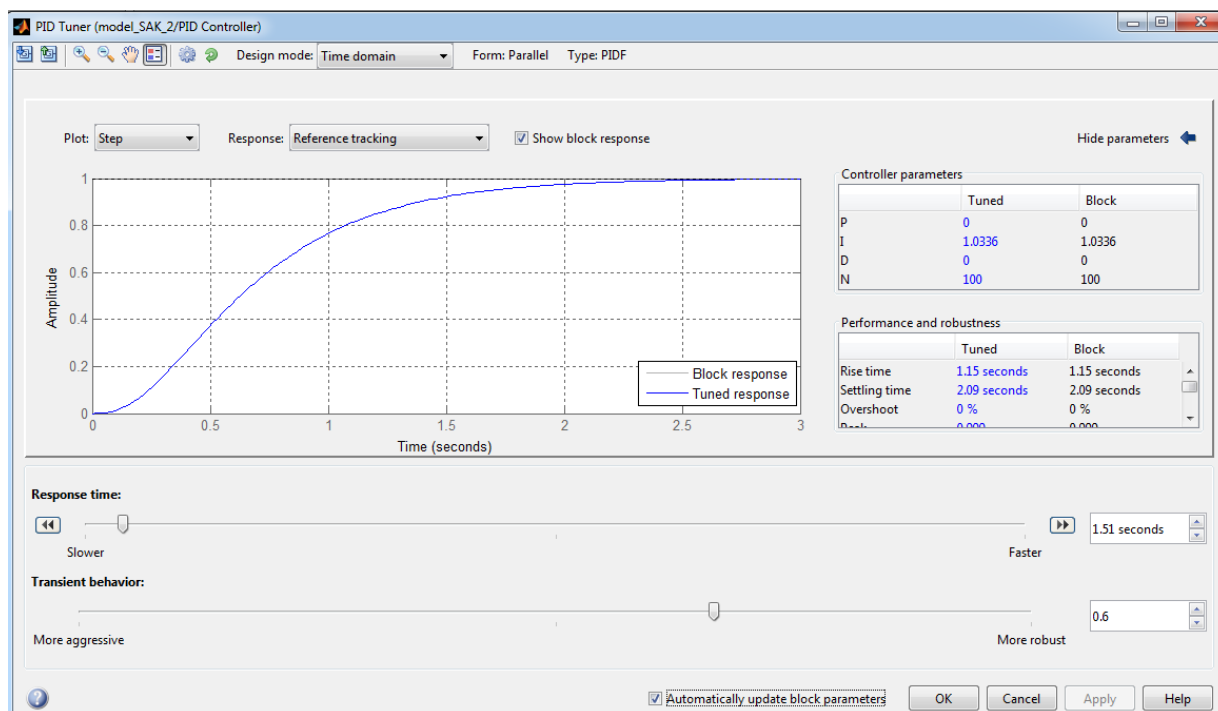 PID Tuner (model_SAK_2/PID Controller)
Design mode: Time domain Form: Parallel Type: PIDF
Plot: Step Response: Reference tracking Show block response Hide parameters
Controller parameters
Tuned Block
P 0 0
I 1.0336 1.0336
D 0 0
N 100 100
Performance and robustness
Tuned Block
Rise time 1.15 seconds 1.15 seconds
Settling time 2.09 seconds 2.09 seconds
Overshoot 0 % 0 %
Peak 0.999 0.999
Amplitude
1
0.8
0.6
0.4
0.2
0
0 0.5 1 1.5 2 2.5 3
Time (seconds)
Block response
Tuned response
Response time:
1.51 seconds
Slower Faster
Transient behavior:
0.6
More aggressive More robust
Automatically update block parameters OK Cancel Apply Help